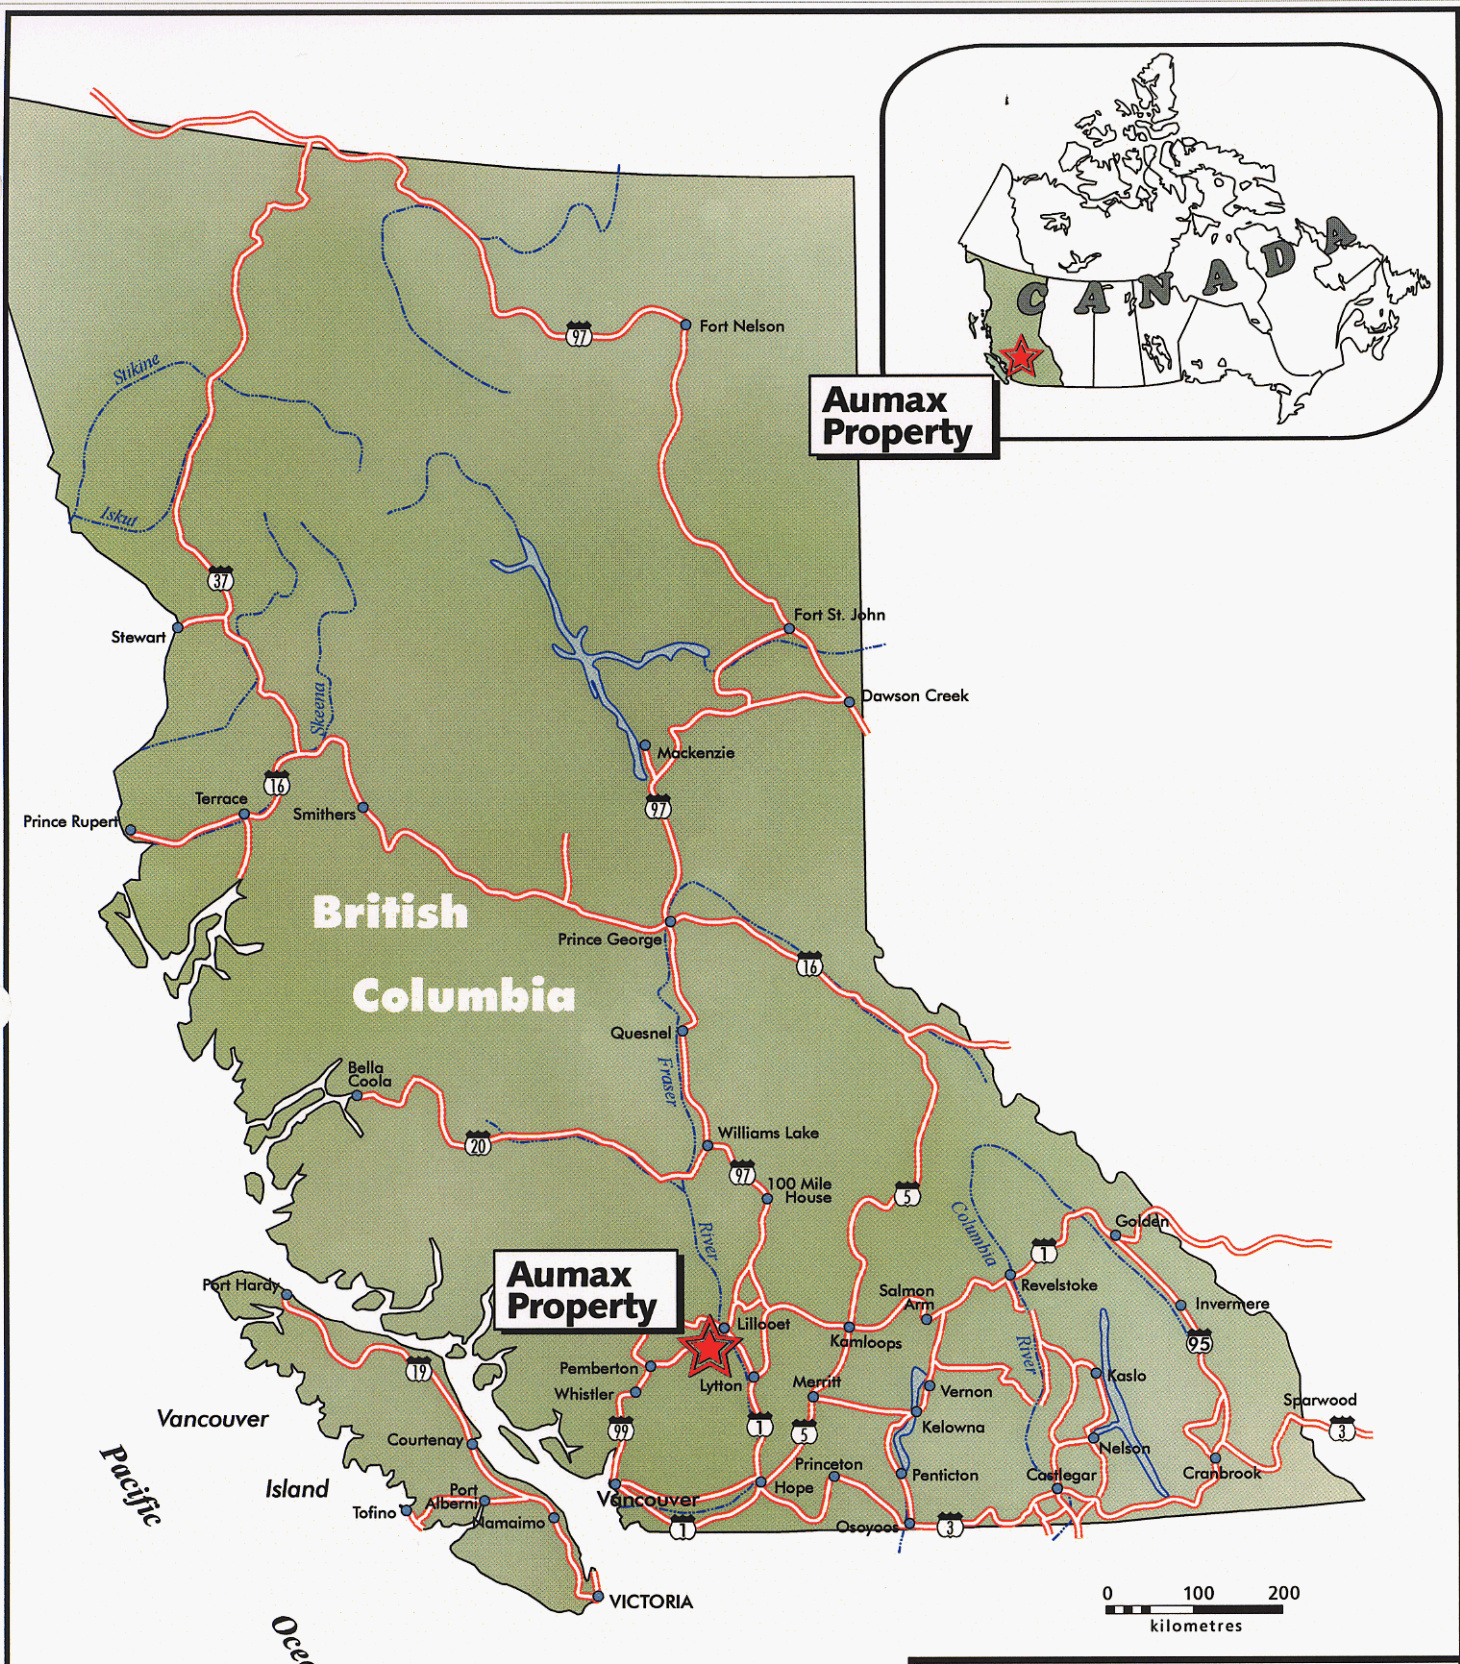 CANADA
Aumax
Property
97
Fort Nelson
Stikine
Iskut
37
Stewart
Fort St. John
Dawson Creek
Skeena
Mackenzie
16
97
Terrace
Prince Rupert
Smithers
British
Columbia
Prince George
16
Quesnel
Fraser
Bella
Coola
20
Williams Lake
97
100 Mile
House
5
River
Columbia
Golden
1
Revelstoke
Invermere
Port Hardy
Aumax
Property
Salmon
Arm
Lillooet
Kamloops
River
95
19
Pemberton
Whistler
Lytton
Merritt
Vernon
Kaslo
Sparwood
3
Vancouver
Island
Pacific
Ocea
99
1
5
Kelowna
Courtenay
Nelson
Cranbrook
Princeton
Penticton
Castlegar
Hope
Vancouver
Port
Alberni
Tofino
Namaimo
1
Osoyoos
3
VICTORIA
0 100 200
kilometres